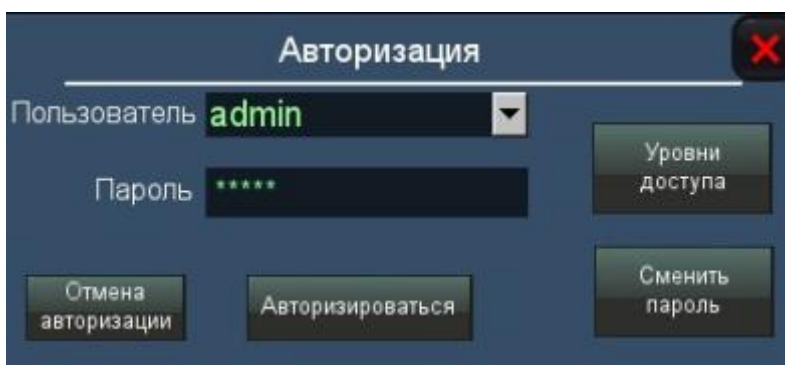 Авторизация
Пользователь admin
Уровни
доступа
Пароль *****
Отмена
авторизации
Авторизироваться
Сменить
пароль